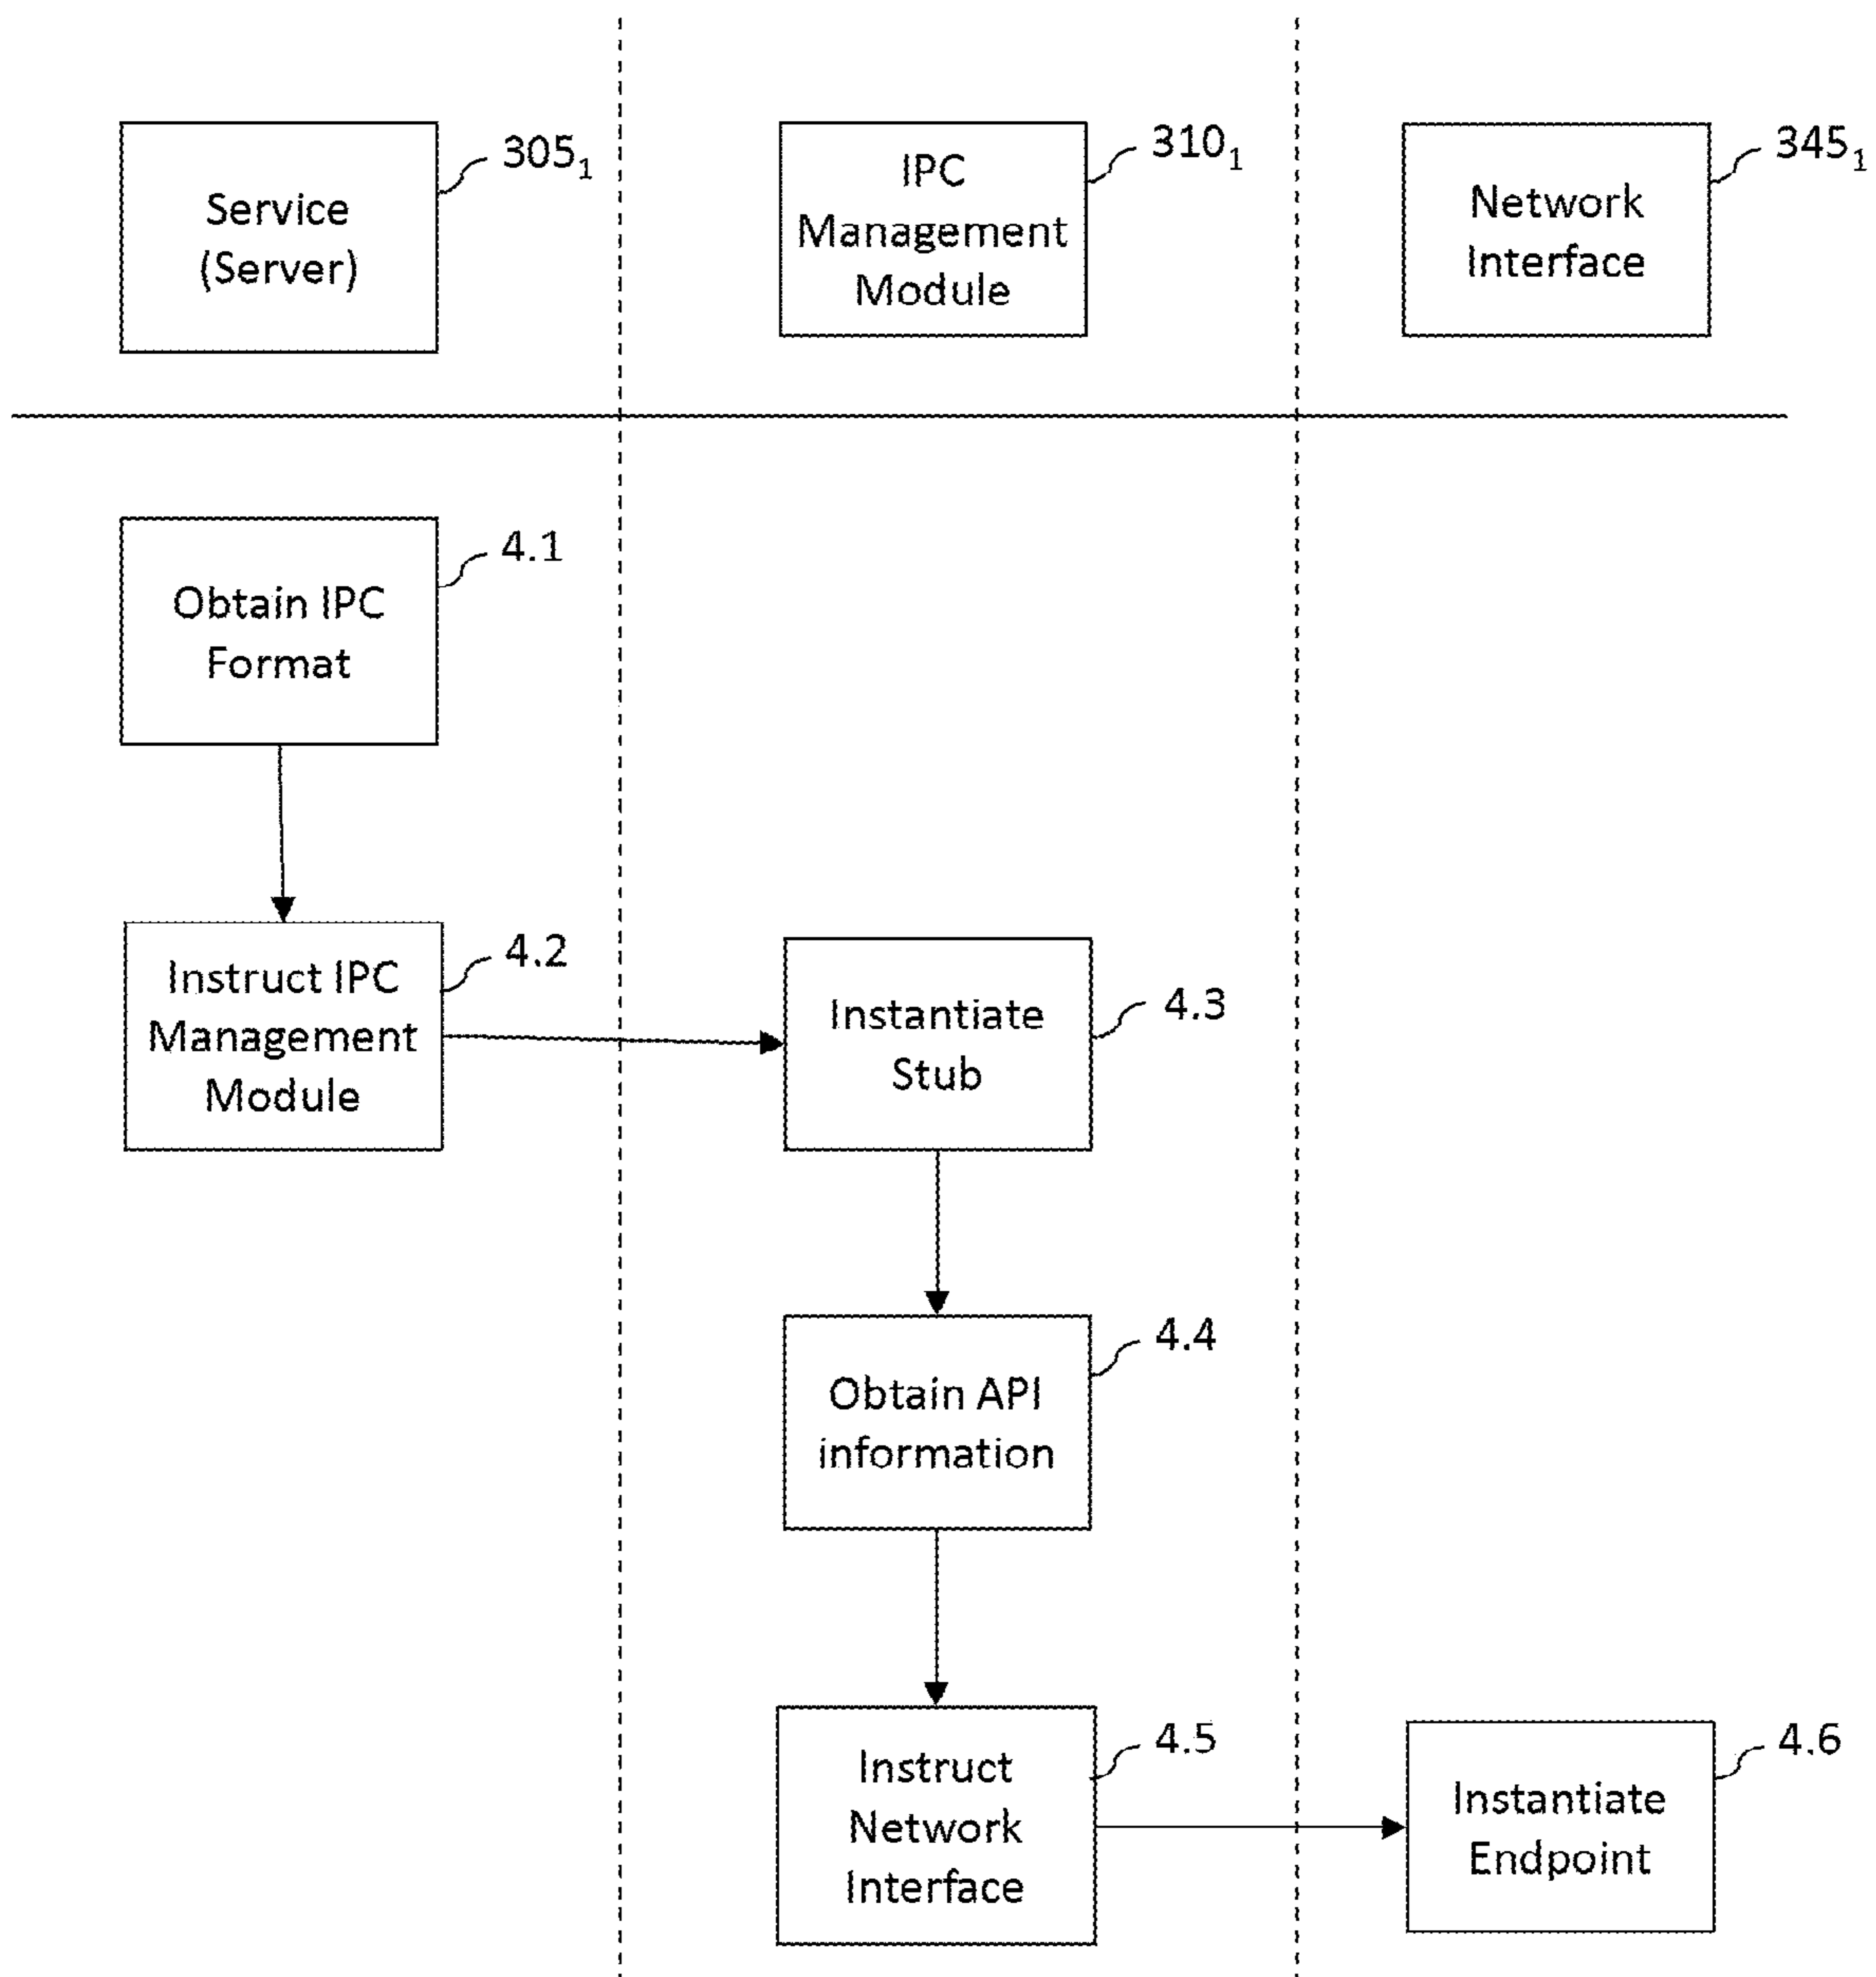 Service
(Server)
305₁
IPC
Management
Module
310₁
Network
Interface
345₁
Obtain IPC
Format
4.1
Instruct IPC
Management
Module
4.2
Instantiate
Stub
4.3
Obtain API
information
4.4
Instruct
Network
Interface
4.5
Instantiate
Endpoint
4.6